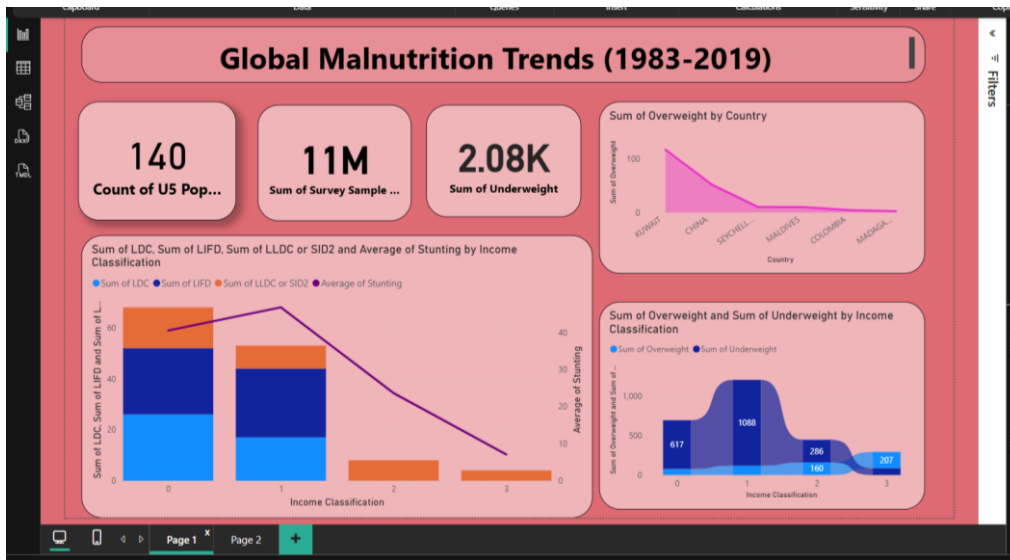 Clipboard
Data
Queries
Insert
Calculations
Sensitivity
Share
Global Malnutrition Trends (1983-2019)
Filters
140
Count of U5 Pop...
11M
Sum of Survey Sample ...
2.08K
Sum of Underweight
Sum of Overweight by Country
Sum of Overweight
100
0
KUWAIT
CHINA
SEYCHELL...
MALDIVES
COLOMBIA
MADAGA...
Country
Sum of LDC, Sum of LIFD, Sum of LLDC or SID2 and Average of Stunting by Income
Classification
Sum of LDC Sum of LIFD Sum of LLDC or SID2 Average of Stunting
Sum of LDC, Sum of LIFD and Sum of L...
60
40
20
0
40
30
20
10
0
Average of Stunting
0 1 2 3
Income Classification
Sum of Overweight and Sum of Underweight by Income
Classification
Sum of Overweight Sum of Underweight
Sum of Overweight and Sum of ...
1,000
500
0
617
1088
286
160
207
0 1 2 3
Income Classification
Page 1 x
Page 2
+